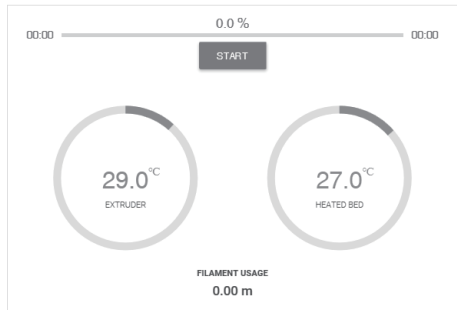 0.0 %
00:00 00:00
START
29.0°C 27.0°C
EXTRUDER HEATED BED
FILAMENT USAGE
0.00 m